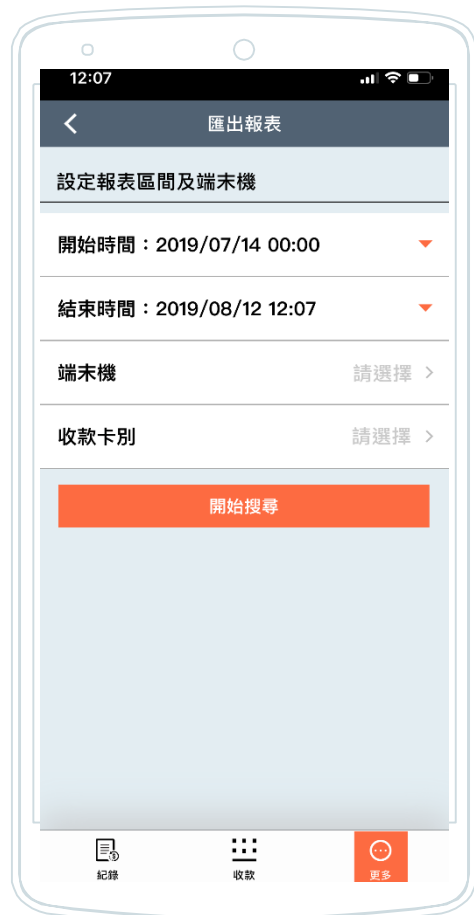 12:07
匯出報表
設定報表區間及端末機
開始時間：2019/07/14 00:00
結束時間：2019/08/12 12:07
端末機 請選擇
收款卡別 請選擇
開始搜尋
紀錄 收款 更多